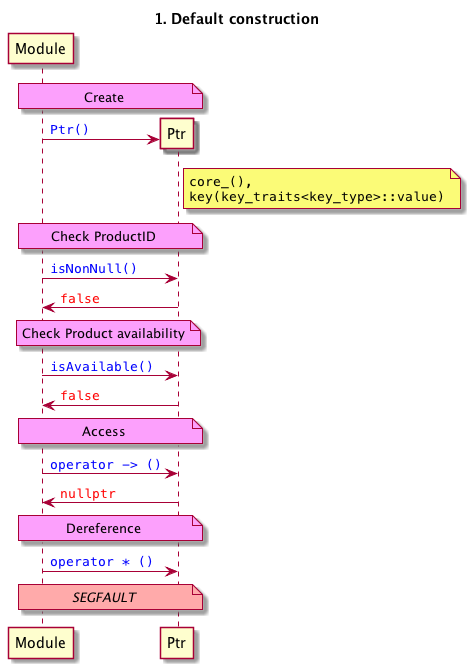 1. Default construction
Module
Create
Ptr()
Ptr
core_(),
key(key_traits<key_type>::value)
Check ProductID
isNonNull()
false
Check Product availability
isAvailable()
false
Access
operator -> ()
nullptr
Dereference
operator * ()
SEGFAULT
Module
Ptr